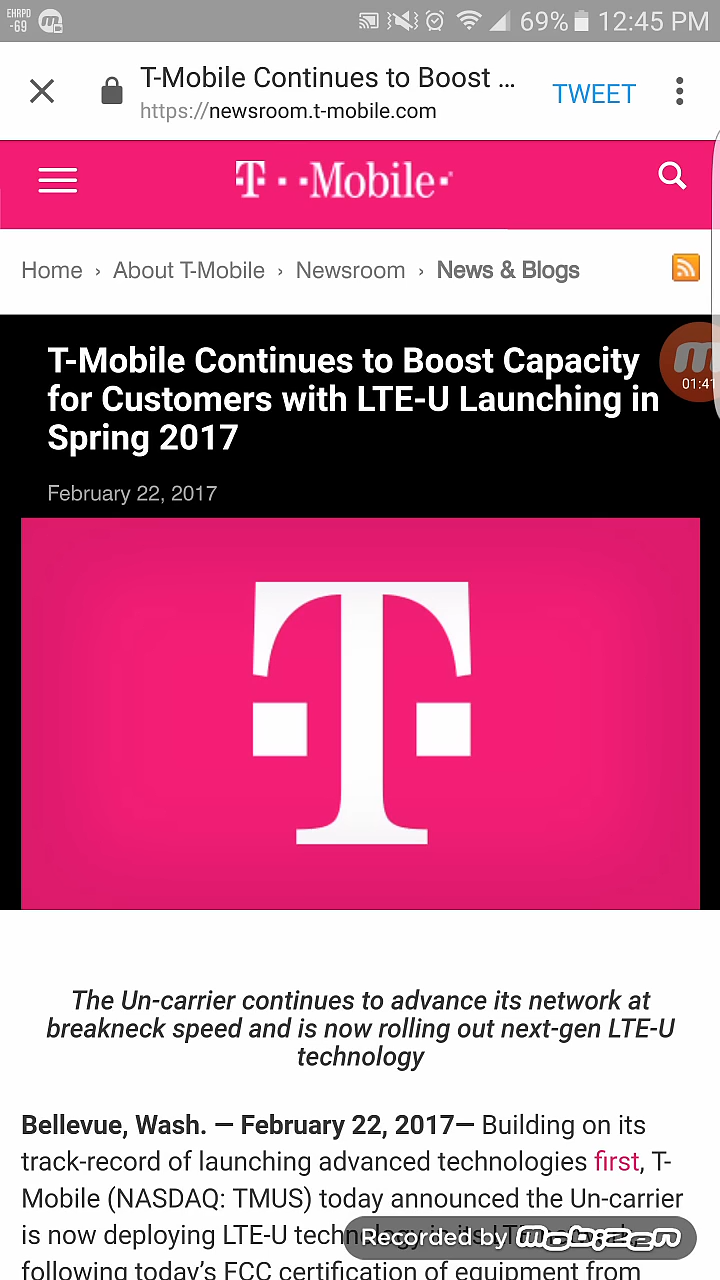 EHRPD
-69
69% 12:45 PM
T-Mobile Continues to Boost ...
https://newsroom.t-mobile.com
TWEET
T··Mobile·
Home › About T-Mobile › Newsroom › News & Blogs
T-Mobile Continues to Boost Capacity
for Customers with LTE-U Launching in
Spring 2017
01:41
February 22, 2017
T
The Un-carrier continues to advance its network at
breakneck speed and is now rolling out next-gen LTE-U
technology
Bellevue, Wash. — February 22, 2017— Building on its
track-record of launching advanced technologies first, T-
Mobile (NASDAQ: TMUS) today announced the Un-carrier
is now deploying LTE-U
Recorded by mobizen
following today's FCC certification of equipment from